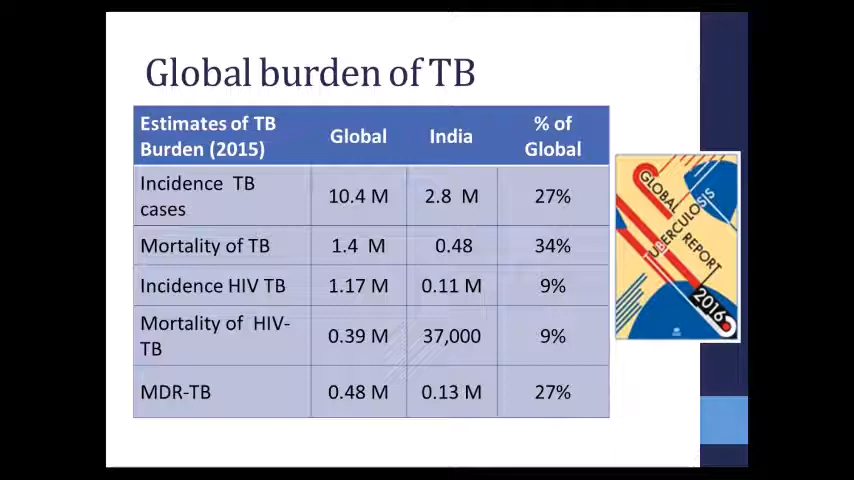 Global burden of TB
Estimates of TB
Burden (2015)
Global
India
% of
Global
Incidence TB
cases
10.4 M
2.8 M
27%
Mortality of TB
1.4 M
0.48
34%
Incidence HIV TB
1.17 M
0.11 M
9%
Mortality of HIV-
TB
0.39 M
37,000
9%
MDR-TB
0.48 M
0.13 M
27%
GLOBAL
TUBERCULOSIS
REPORT
2016